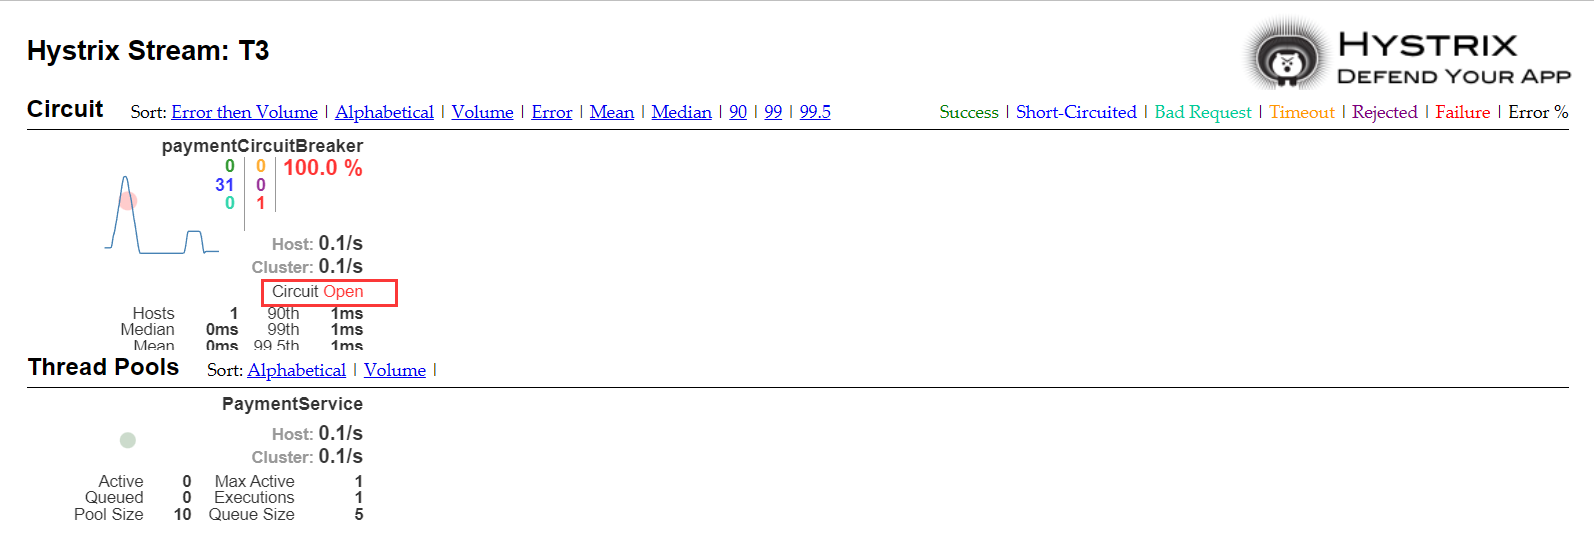 Hystrix Stream: T3
HYSTRIX
DEFEND YOUR APP
Circuit Sort: Error then Volume | Alphabetical | Volume | Error | Mean | Median | 90 | 99 | 99.5
Success | Short-Circuited | Bad Request | Timeout | Rejected | Failure | Error %
paymentCircuitBreaker
0 0 100.0 %
31 0
0 1
Host: 0.1/s
Cluster: 0.1/s
Circuit Open
Hosts 1 90th 1ms
Median 0ms 99th 1ms
Mean 0ms 99.5th 1ms
Thread Pools Sort: Alphabetical | Volume |
PaymentService
Host: 0.1/s
Cluster: 0.1/s
Active 0 Max Active 1
Queued 0 Executions 1
Pool Size 10 Queue Size 5